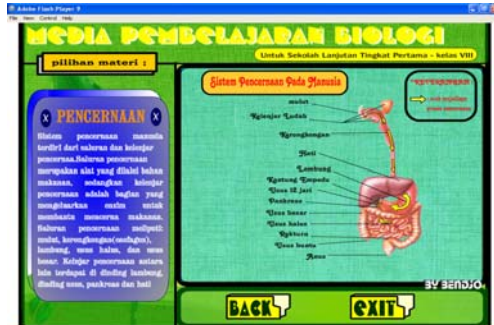 Adobe Flash Player 9
File View Control Help
MEDIA PEMBELAJARAN BIOLOGI
Untuk Sekolah Lanjutan Tingkat Pertama - kelas VIII
pilihan materi :
X PENCERNAAN X
Sistem pencernaan manusia
terdiri dari saluran dan kelenjar
pencernaa.Saluran pencernaan
merupakan alat yang dilalui bahan
makanan, sedangkan kelenjar
pencernaan adalah bagian yang
mengeluarkan enzim untuk
membantu mencerna makanan.
Saluran pencernaan meliputi:
mulut, kerongkongan(esofagus),
lambung, usus halus, dan usus
besar. Kelnjar pencernaan antara
lain terdapat di dinding lambung,
dinding usus, pankreas dan hati
Sistem Pencernaan Pada Manusia
mulut
Kelenjar Ludah
Kerongkongan
Hati
Lambung
Kantung Empedu
Usus 12 jari
Pankreas
Usus besar
Usus halus
Rektum
Usus buntu
Anus
KETERANGAN :
BY BENDJO
BACK
EXIT